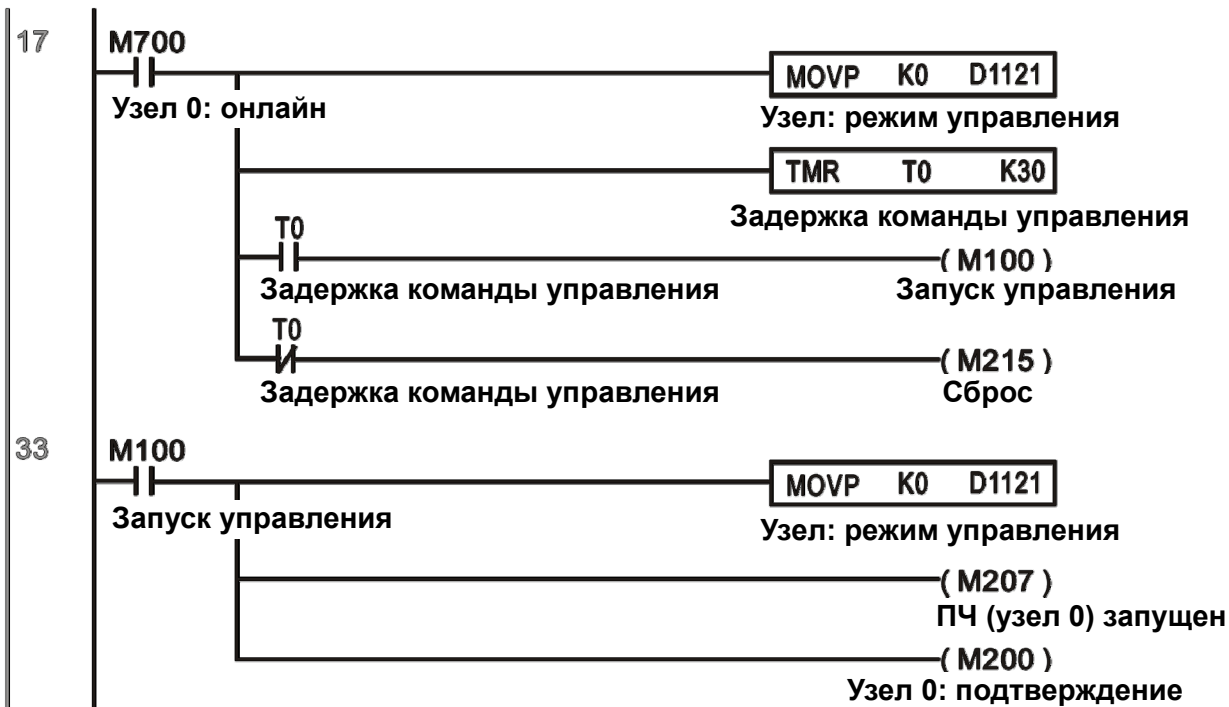 17
M700
MOVP K0 D1121
Узел 0: онлайн
Узел: режим управления
TMR T0 K30
Задержка команды управления
T0
( M100 )
Задержка команды управления
Запуск управления
T0
( M215 )
Задержка команды управления
Сброс
33
M100
MOVP K0 D1121
Запуск управления
Узел: режим управления
( M207 )
ПЧ (узел 0) запущен
( M200 )
Узел 0: подтверждение